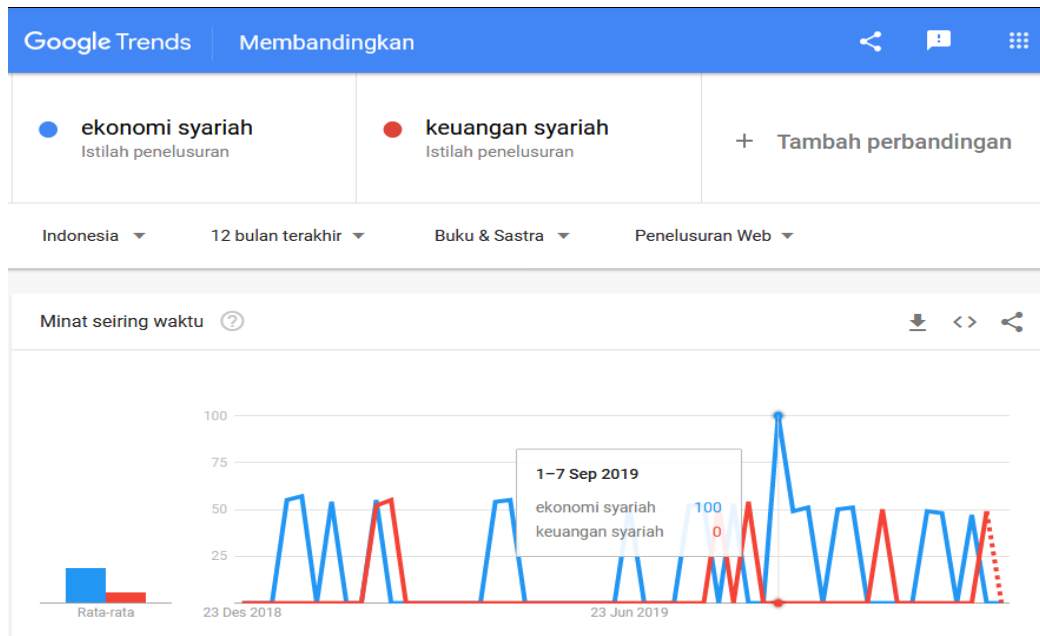 Google Trends Membandingkan
ekonomi syariah
Istilah penelusuran
keuangan syariah
Istilah penelusuran
+ Tambah perbandingan
Indonesia 12 bulan terakhir Buku & Sastra Penelusuran Web
Minat seiring waktu ?
100
75
50
25
1–7 Sep 2019
ekonomi syariah 100
keuangan syariah 0
Rata-rata
23 Des 2018
23 Jun 2019